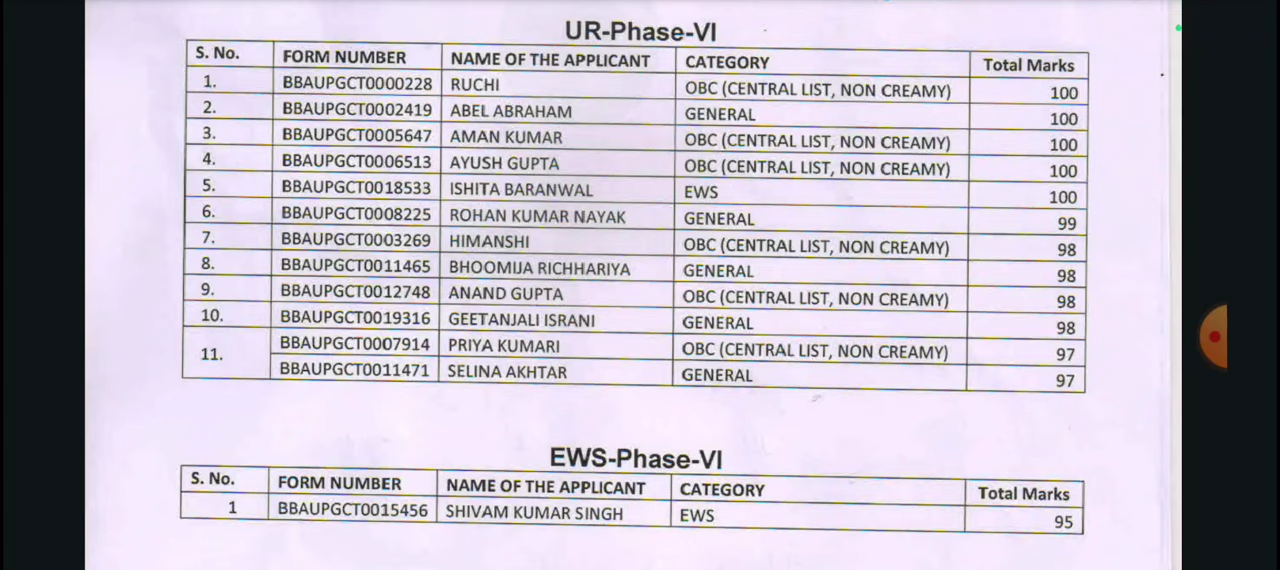 UR-Phase-VI
S. No. FORM NUMBER NAME OF THE APPLICANT CATEGORY Total Marks
1. BBAUPGCT0000228 RUCHI OBC (CENTRAL LIST, NON CREAMY) 100
2. BBAUPGCT0002419 ABEL ABRAHAM GENERAL 100
3. BBAUPGCT0005647 AMAN KUMAR OBC (CENTRAL LIST, NON CREAMY) 100
4. BBAUPGCT0006513 AYUSH GUPTA OBC (CENTRAL LIST, NON CREAMY) 100
5. BBAUPGCT0018533 ISHITA BARANWAL EWS 100
6. BBAUPGCT0008225 ROHAN KUMAR NAYAK GENERAL 99
7. BBAUPGCT0003269 HIMANSHI OBC (CENTRAL LIST, NON CREAMY) 98
8. BBAUPGCT0011465 BHOOMIJA RICHHARIYA GENERAL 98
9. BBAUPGCT0012748 ANAND GUPTA OBC (CENTRAL LIST, NON CREAMY) 98
10. BBAUPGCT0019316 GEETANJALI ISRANI GENERAL 98
11. BBAUPGCT0007914 PRIYA KUMARI OBC (CENTRAL LIST, NON CREAMY) 97
BBAUPGCT0011471 SELINA AKHTAR GENERAL 97
EWS-Phase-VI
S. No. FORM NUMBER NAME OF THE APPLICANT CATEGORY Total Marks
1 BBAUPGCT0015456 SHIVAM KUMAR SINGH EWS 95